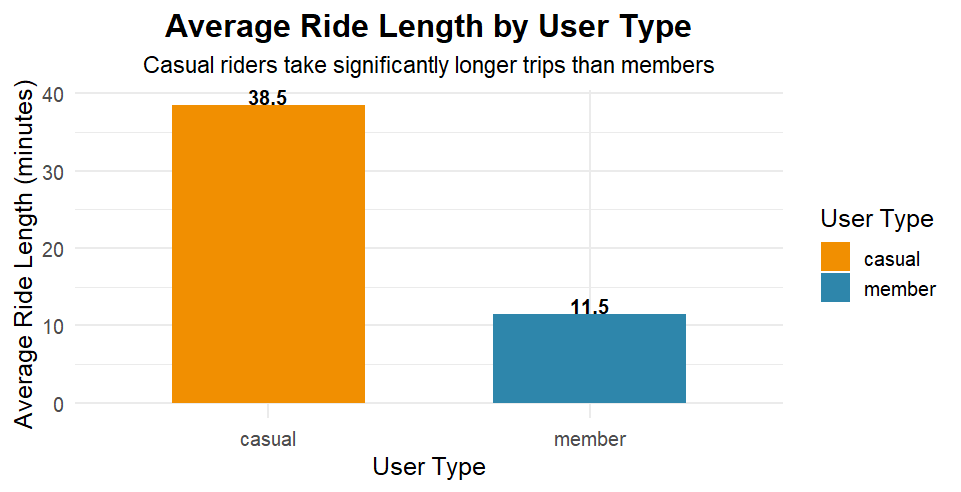 Average Ride Length by User Type
Casual riders take significantly longer trips than members
Average Ride Length (minutes)
40
30
20
10
0
38.5
11.5
casual
member
User Type
User Type
casual
member